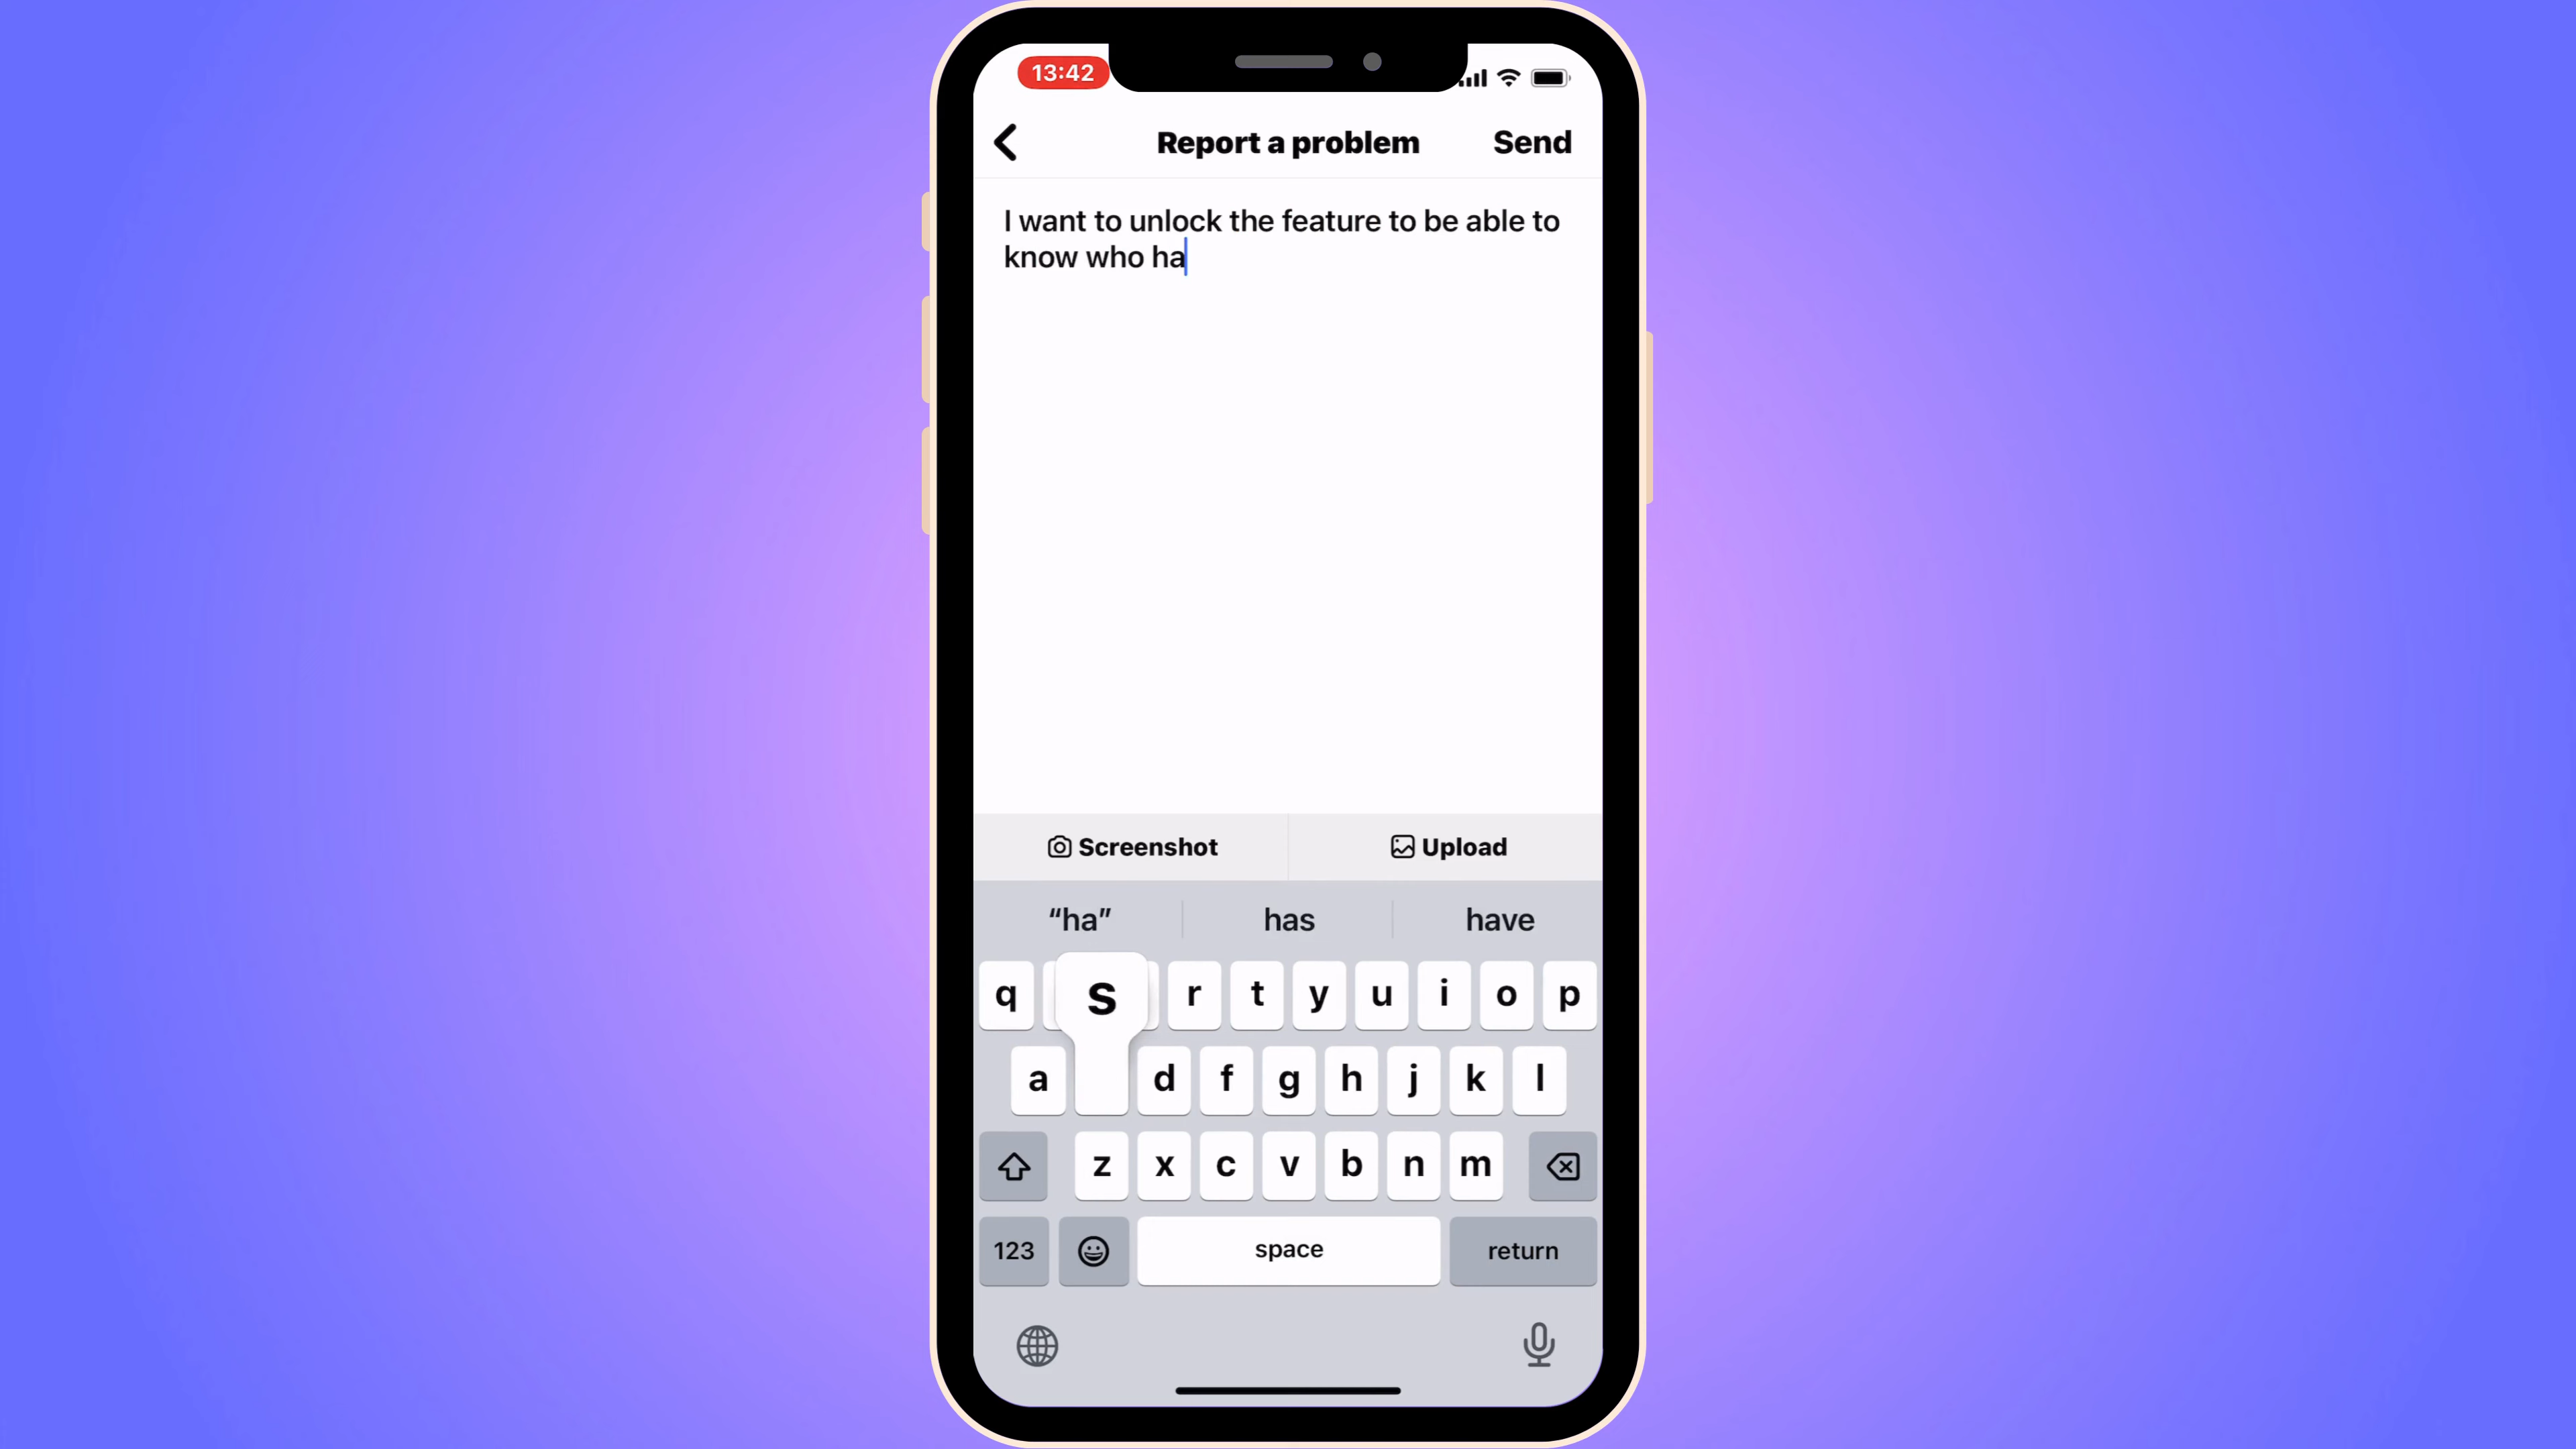 13:42
Report a problem
Send
I want to unlock the feature to be able to
know who ha
Screenshot
Upload
“ha”
has
have
q
s
r
t
y
u
i
o
p
a
d
f
g
h
j
k
l
z
x
c
v
b
n
m
123
space
return